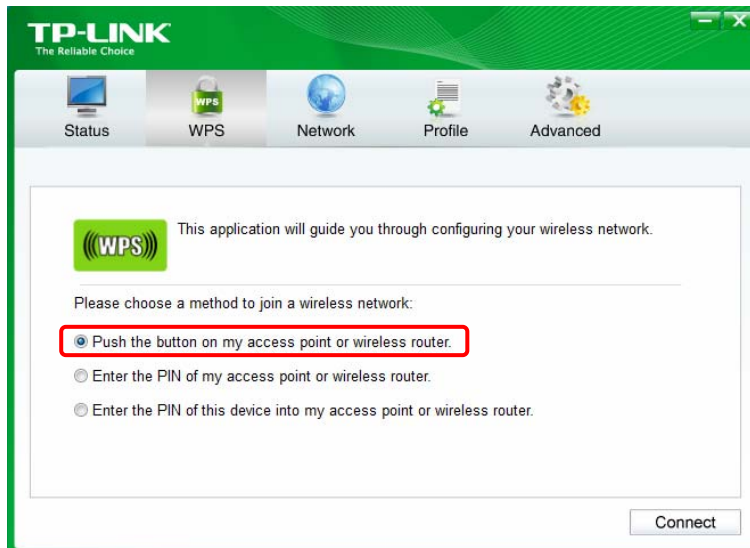 TP-LINK
The Reliable Choice
Status WPS Network Profile Advanced
WPS
((WPS)) This application will guide you through configuring your wireless network.
Please choose a method to join a wireless network:
Push the button on my access point or wireless router.
Enter the PIN of my access point or wireless router.
Enter the PIN of this device into my access point or wireless router.
Connect